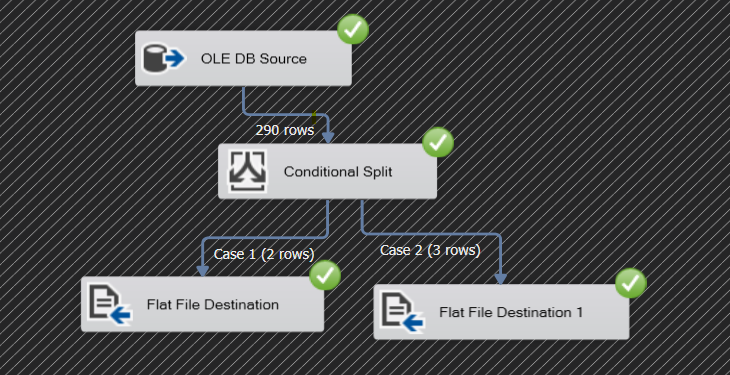 OLE DB Source
290 rows
Conditional Split
Case 1 (2 rows)
Case 2 (3 rows)
Flat File Destination
Flat File Destination 1